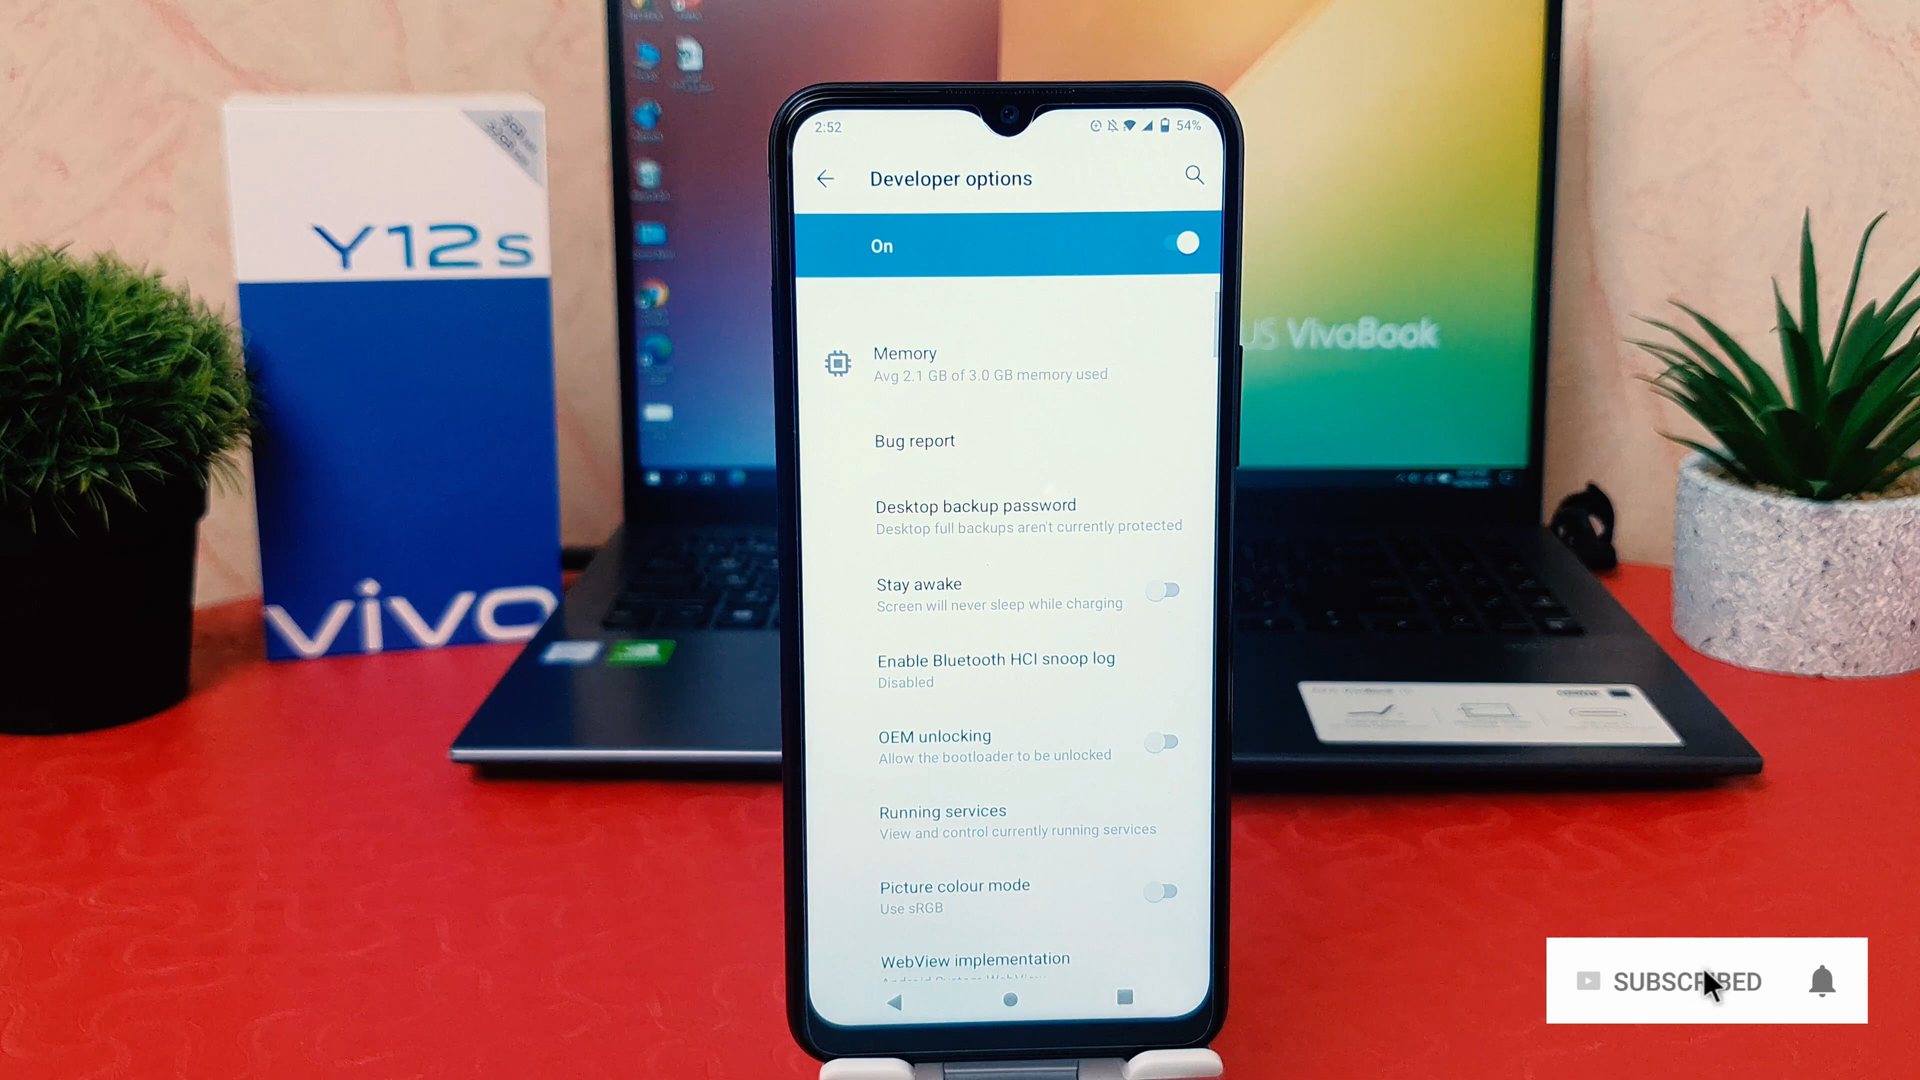 Y12s
vivo
US VivoBook
2:52
54%
Developer options
On
Memory
Avg 2.1 GB of 3.0 GB memory used
Bug report
Desktop backup password
Desktop full backups aren't currently protected
Stay awake
Screen will never sleep while charging
Enable Bluetooth HCI snoop log
Disabled
OEM unlocking
Allow the bootloader to be unlocked
Running services
View and control currently running services
Picture colour mode
Use sRGB
WebView implementation
SUBSCRIBED